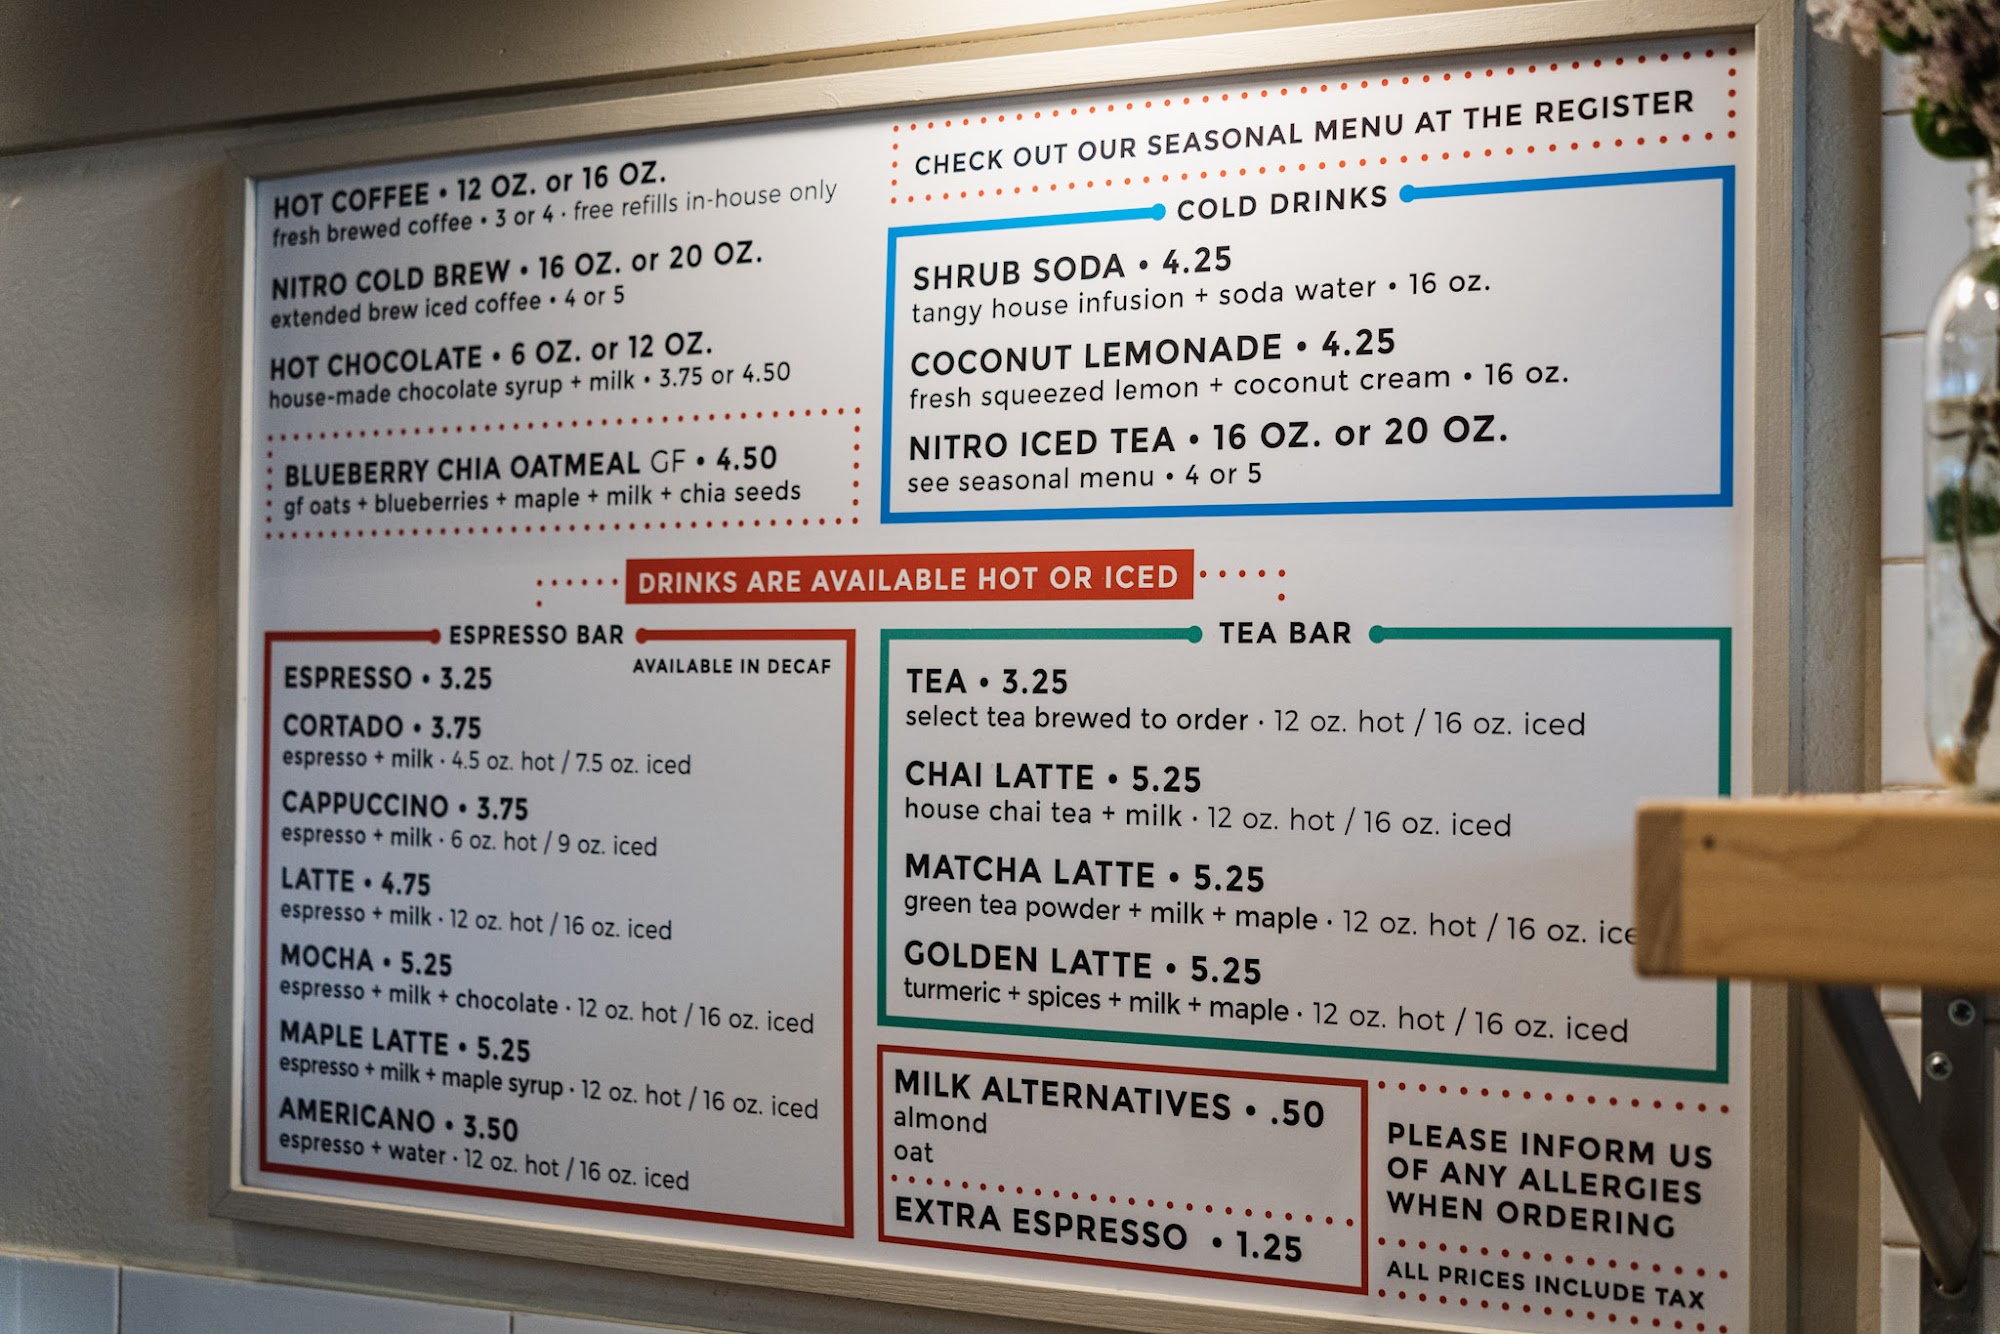 HOT COFFEE • 12 OZ. or 16 OZ.
fresh brewed coffee • 3 or 4 · free refills in-house only
NITRO COLD BREW • 16 OZ. or 20 OZ.
extended brew iced coffee • 4 or 5
HOT CHOCOLATE • 6 OZ. or 12 OZ.
house-made chocolate syrup + milk • 3.75 or 4.50
BLUEBERRY CHIA OATMEAL GF • 4.50
gf oats + blueberries + maple + milk + chia seeds
CHECK OUT OUR SEASONAL MENU AT THE REGISTER
COLD DRINKS
SHRUB SODA • 4.25
tangy house infusion + soda water • 16 oz.
COCONUT LEMONADE • 4.25
fresh squeezed lemon + coconut cream • 16 oz.
NITRO ICED TEA • 16 OZ. or 20 OZ.
see seasonal menu • 4 or 5
DRINKS ARE AVAILABLE HOT OR ICED
ESPRESSO BAR
AVAILABLE IN DECAF
ESPRESSO • 3.25
CORTADO • 3.75
espresso + milk · 4.5 oz. hot / 7.5 oz. iced
CAPPUCCINO • 3.75
espresso + milk · 6 oz. hot / 9 oz. iced
LATTE • 4.75
espresso + milk · 12 oz. hot / 16 oz. iced
MOCHA • 5.25
espresso + milk + chocolate · 12 oz. hot / 16 oz. iced
MAPLE LATTE • 5.25
espresso + milk + maple syrup · 12 oz. hot / 16 oz. iced
AMERICANO • 3.50
espresso + water · 12 oz. hot / 16 oz. iced
TEA BAR
TEA • 3.25
select tea brewed to order · 12 oz. hot / 16 oz. iced
CHAI LATTE • 5.25
house chai tea + milk · 12 oz. hot / 16 oz. iced
MATCHA LATTE • 5.25
green tea powder + milk + maple · 12 oz. hot / 16 oz. ice
GOLDEN LATTE • 5.25
turmeric + spices + milk + maple · 12 oz. hot / 16 oz. iced
MILK ALTERNATIVES • .50
almond
oat
EXTRA ESPRESSO • 1.25
PLEASE INFORM US
OF ANY ALLERGIES
WHEN ORDERING
ALL PRICES INCLUDE TAX